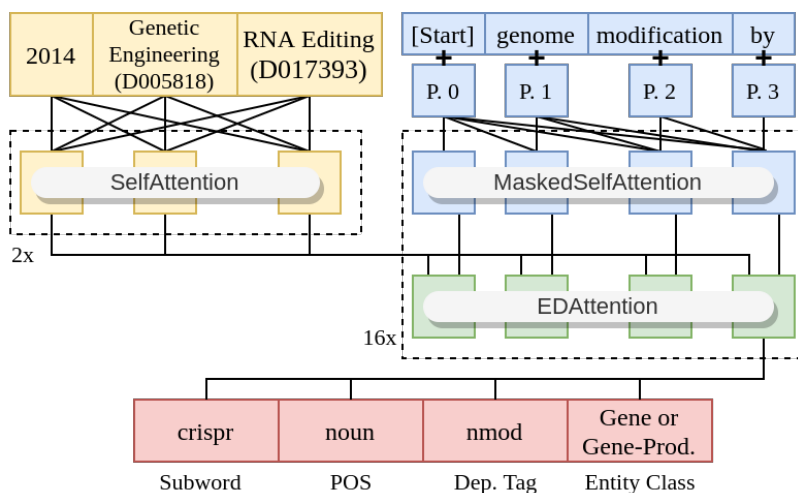 2014
Genetic
Engineering
(D005818)
RNA Editing
(D017393)
[Start]
genome
modification
by
+ + + +
P. 0
P. 1
P. 2
P. 3
SelfAttention
MaskedSelfAttention
2x
EDAttention
16x
crispr
noun
nmod
Gene or
Gene-Prod.
Subword
POS
Dep. Tag
Entity Class